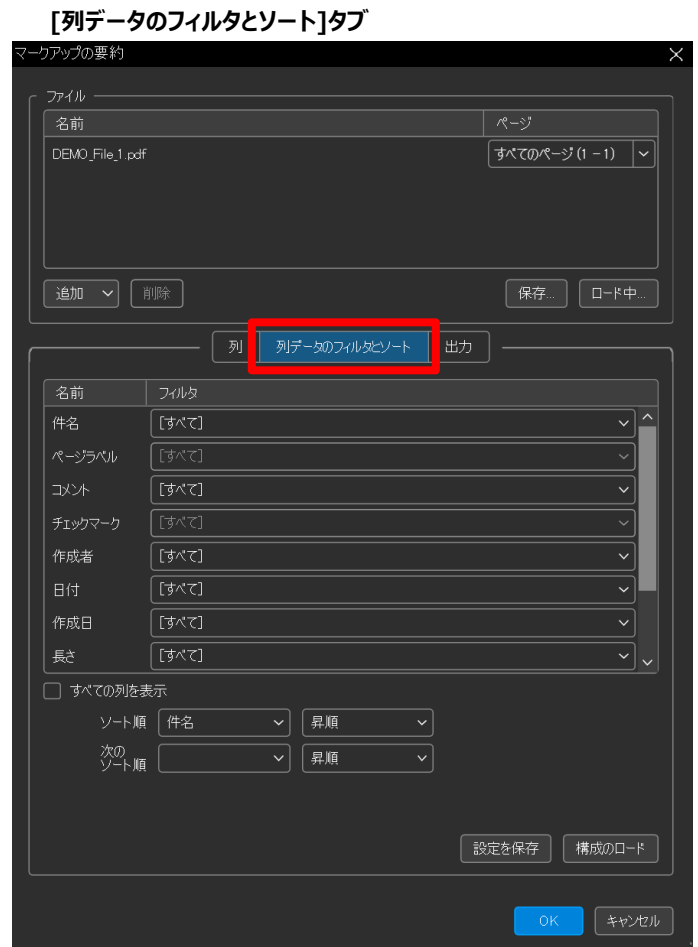 [列データのフィルタとソート]タブ
マークアップの要約
ファイル
名前 ページ
DEMO_File_1.pdf すべてのページ (1 - 1)
追加 削除 保存... ロード中...
列 列データのフィルタとソート 出力
名前 フィルタ
件名 [すべて]
ページラベル [すべて]
コメント [すべて]
チェックマーク [すべて]
作成者 [すべて]
日付 [すべて]
作成日 [すべて]
長さ [すべて]
すべての列を表示
ソート順 件名 昇順
次の
ソート順 昇順
設定を保存 構成のロード
OK キャンセル